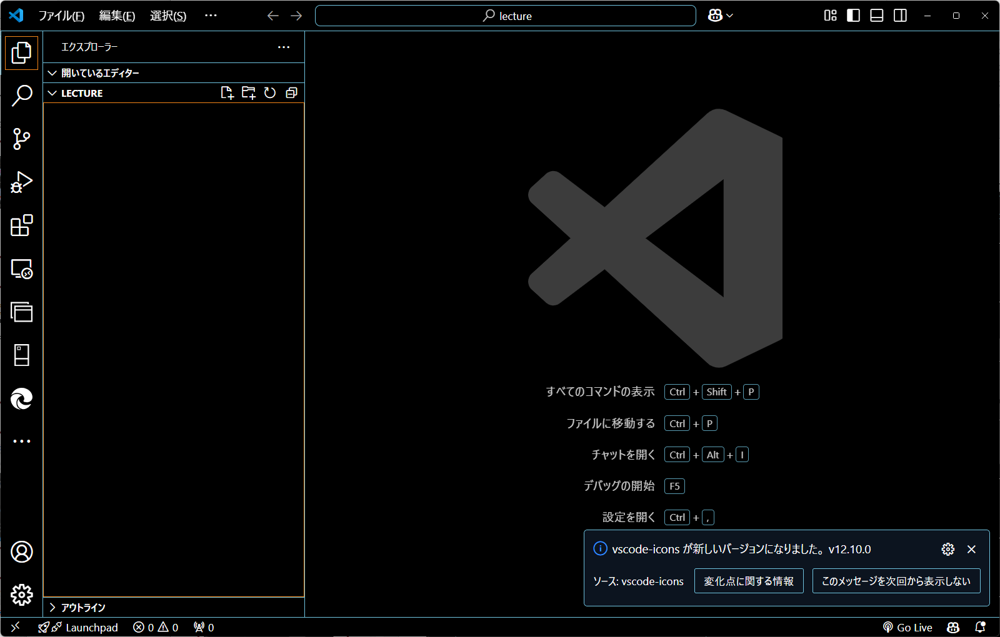 ファイル(F) 編集(E) 選択(S) ··· lecture
エクスプローラー
開いているエディター
LECTURE
すべてのコマンドの表示 Ctrl + Shift + P
ファイルに移動する Ctrl + P
チャットを開く Ctrl + Alt + I
デバッグの開始 F5
設定を開く Ctrl + ,
vscode-icons が新しいバージョンになりました。v12.10.0
ソース: vscode-icons 変化点に関する情報 このメッセージを次回から表示しない
アウトライン
Launchpad 0 0 0 Go Live